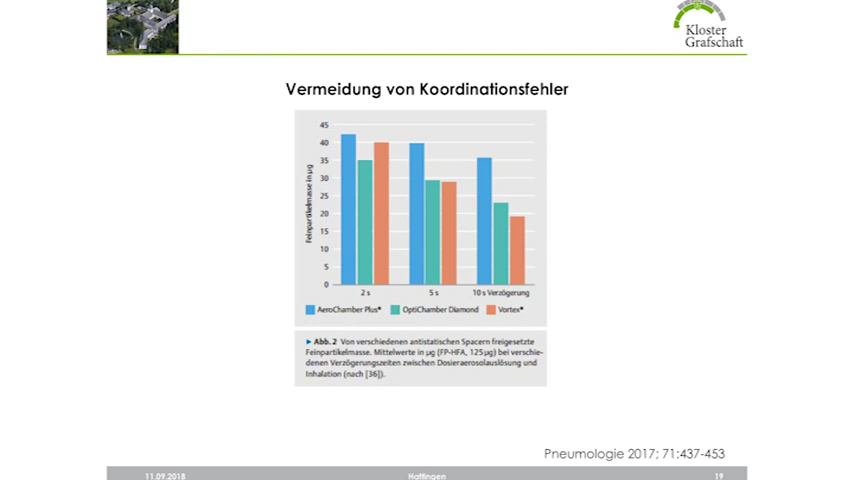 Kloster
Grafschaft
Vermeidung von Koordinationsfehler
45
40
35
30
25
20
15
10
5
0
Feinpartikelmasse in µg
2 s
5 s
10 s Verzögerung
AeroChamber Plus®
OptiChamber Diamond
Vortex®
▶ Abb. 2 Von verschiedenen antistatischen Spacern freigesetzte
Feinpartikelmasse. Mittelwerte in µg (FP-HFA, 125 µg) bei verschie-
denen Verzögerungszeiten zwischen Dosieraerosolauslösung und
Inhalation (nach [36]).
Pneumologie 2017; 71:437-453
11.09.2018
Hattingen
19